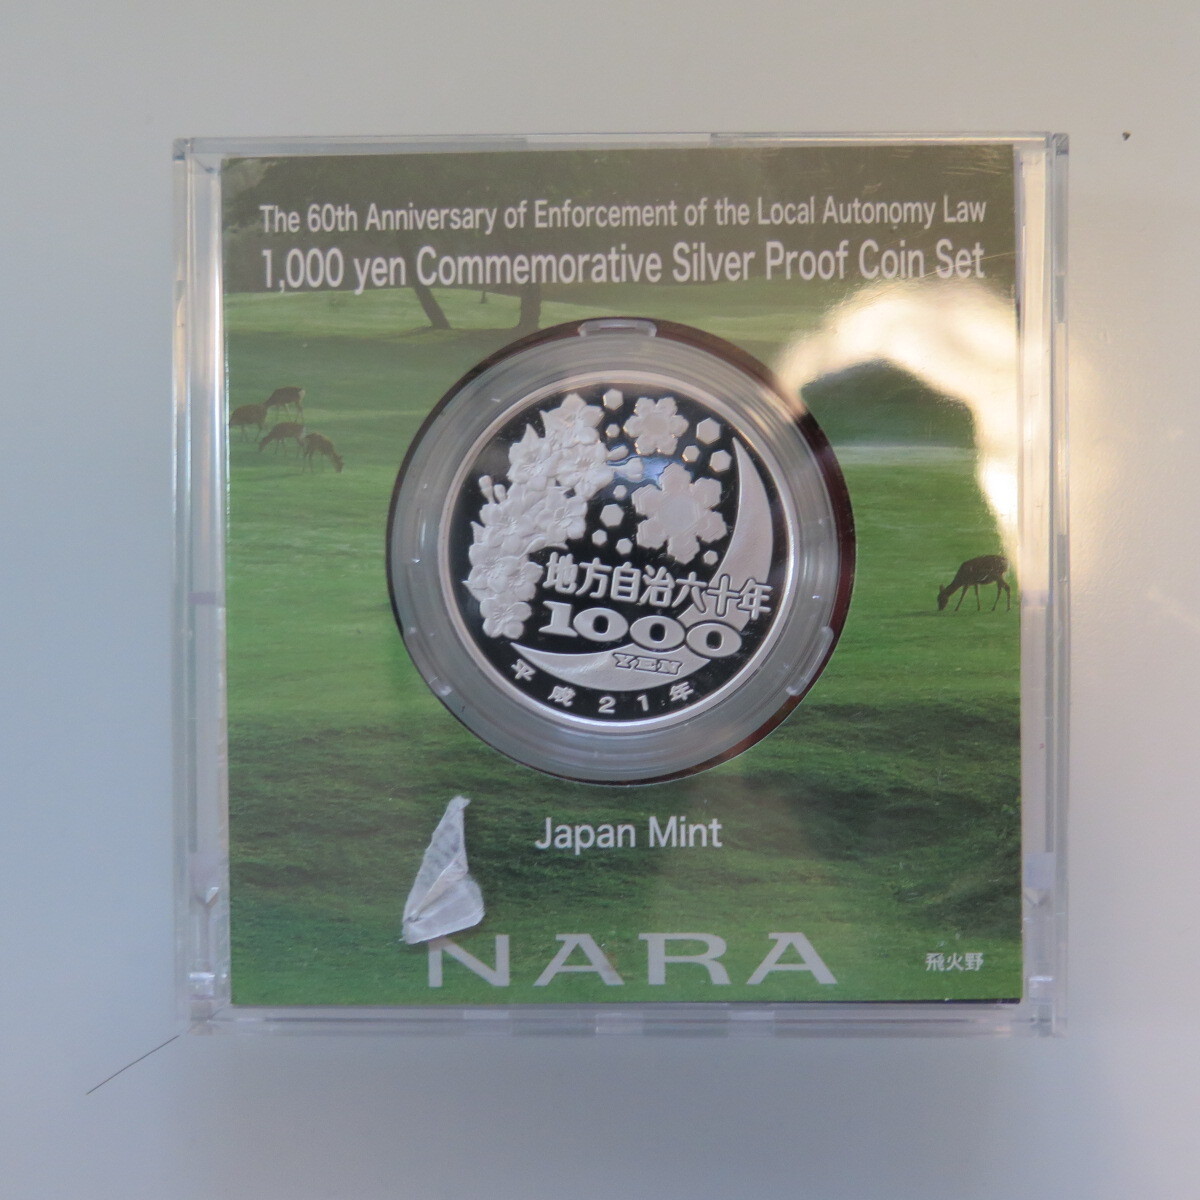 The 60th Anniversary of Enforcement of the Local Autonomy Law
1,000 yen Commemorative Silver Proof Coin Set
地方自治六十年
1000
YEN
平成21年
Japan Mint
NARA
飛火野